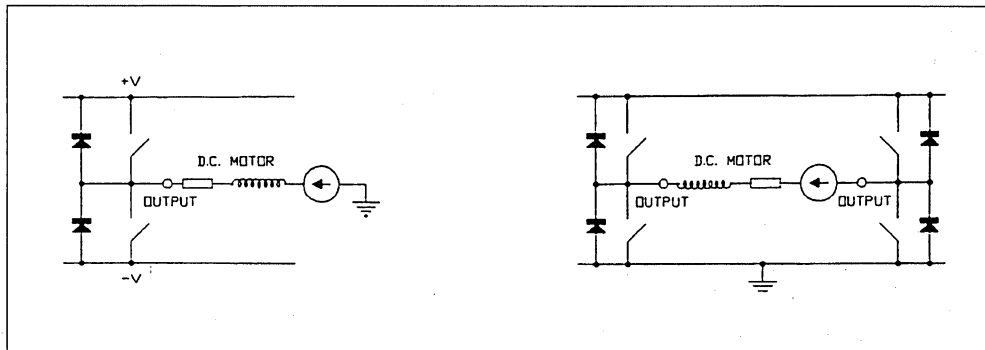 +V
D.C. MOTOR
OUTPUT
-V
D.C. MOTOR
OUTPUT
OUTPUT